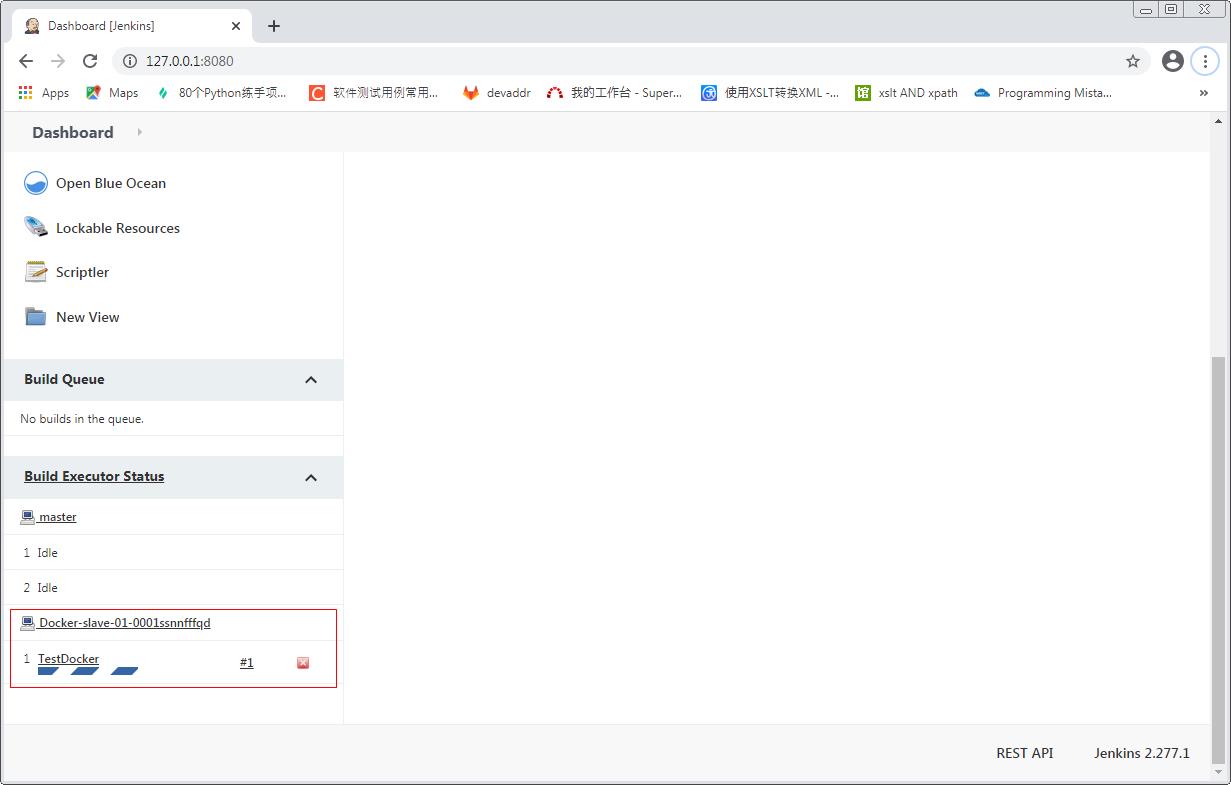 Dashboard [Jenkins]
127.0.0.1:8080
Apps Maps 80个Python练手项... 软件测试用例常用... devaddr 我的工作台 - Super... 使用XSLT转换XML -... xslt AND xpath Programming Mista... »
Dashboard
Open Blue Ocean
Lockable Resources
Scriptler
New View
Build Queue
No builds in the queue.
Build Executor Status
master
1 Idle
2 Idle
Docker-slave-01-0001ssnnfffqd
1 TestDocker #1
REST API Jenkins 2.277.1